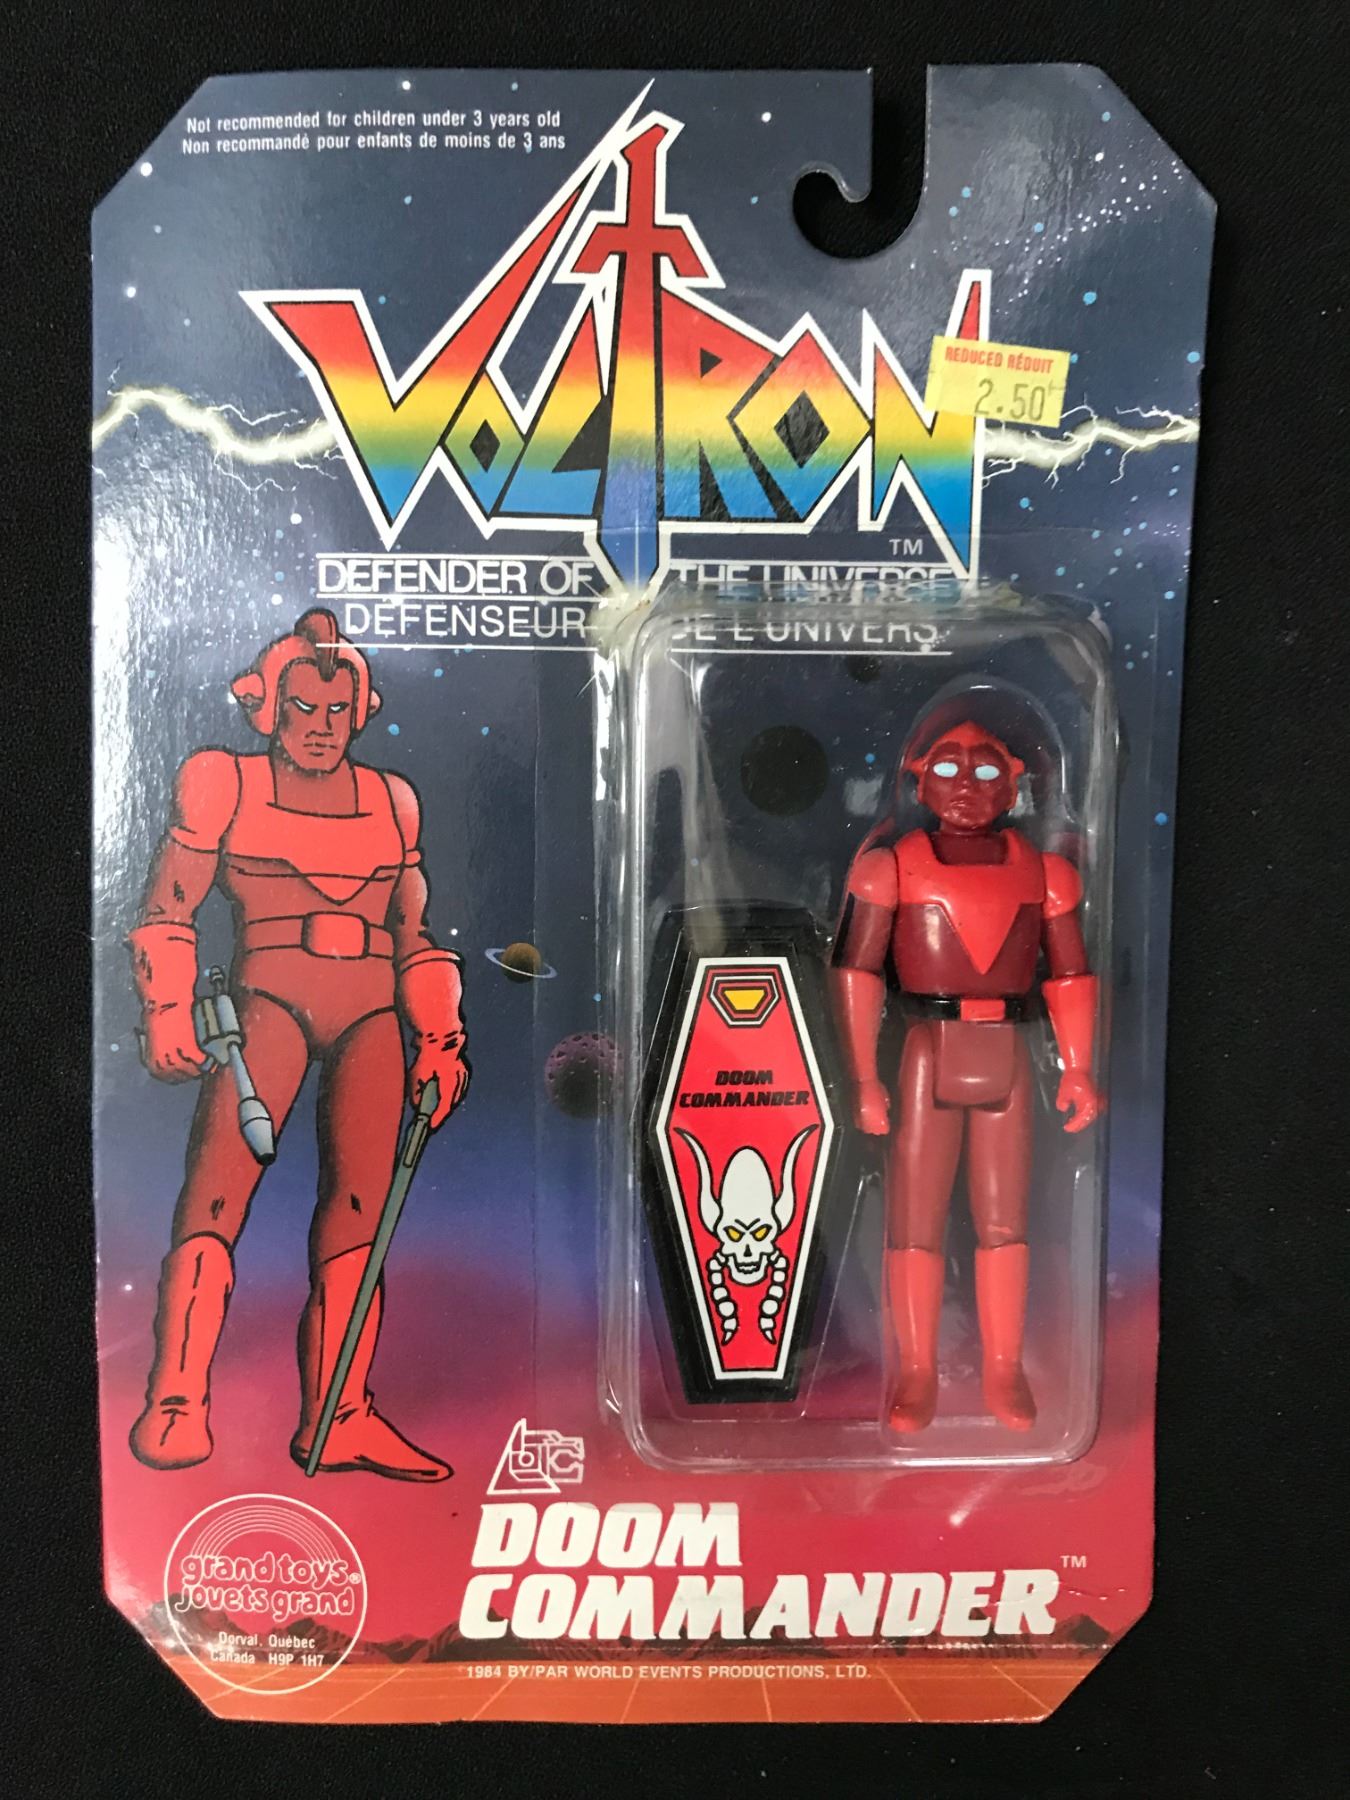 Not recommended for children under 3 years old
Non recommandé pour enfants de moins de 3 ans
VOLTRON
REDUCED RÉDUIT
2.50
TM
DEFENDER OF THE UNIVERSE
DÉFENSEUR DE L'UNIVERS
DOOM
COMMANDER
DOOM
COMMANDER
TM
grand toys®
jouets grand
Dorval, Québec
Canada H9P 1H7
1984 BY/PAR WORLD EVENTS PRODUCTIONS, LTD.